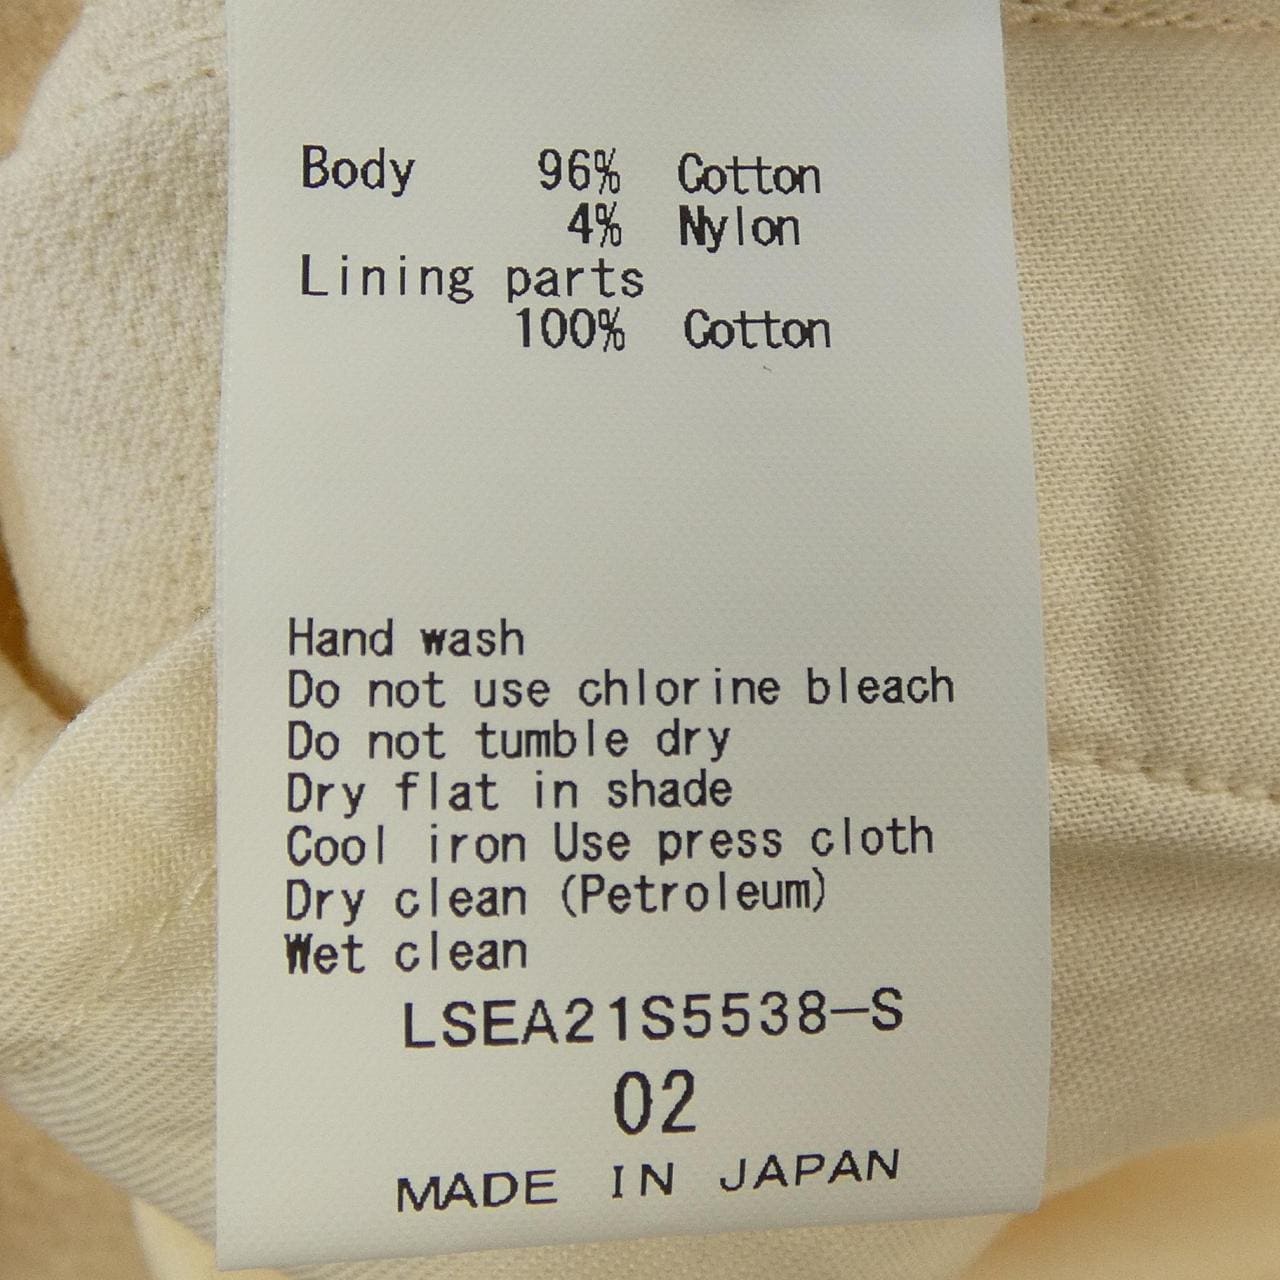 Body 96% Cotton
4% Nylon
Lining parts
100% Cotton
Hand wash
Do not use chlorine bleach
Do not tumble dry
Dry flat in shade
Cool iron Use press cloth
Dry clean (Petroleum)
Wet clean
LSEA21S5538-S
02
MADE IN JAPAN